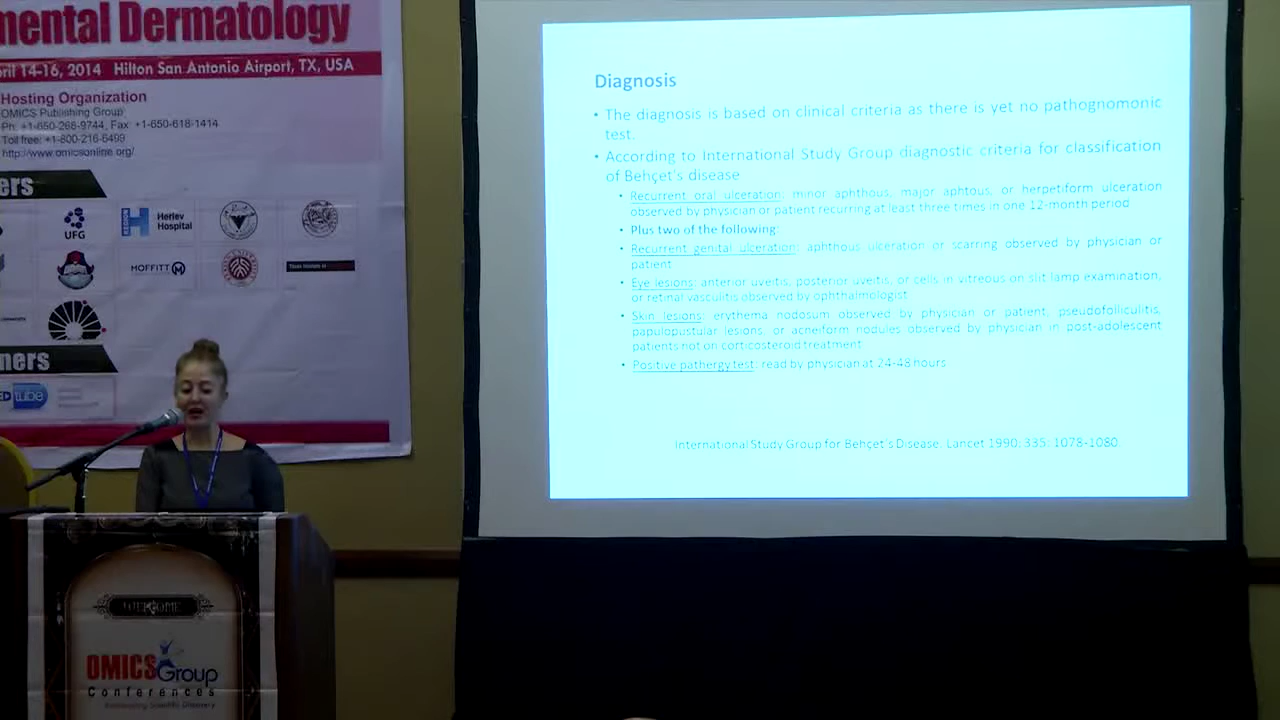 mental Dermatology
ril 14-16, 2014 Hilton San Antonio Airport, TX, USA
Hosting Organization
OMICS Publishing Group
Ph: +1-650-268-9744, Fax: +1-650-618-1414
Toll free: +1-800-216-6499
http://www.omicsonline.org/
ers
UFG
REGION
Herlev
Hospital
MOFFITT
ners
tube
Diagnosis
• The diagnosis is based on clinical criteria as there is yet no pathognomonic
test.
• According to International Study Group diagnostic criteria for classification
of Behçet's disease
• Recurrent oral ulceration: minor aphthous, major aphtous, or herpetiform ulceration
observed by physician or patient recurring at least three times in one 12-month period
• Plus two of the following:
• Recurrent genital ulceration: aphthous ulceration or scarring observed by physician or
patient
• Eye lesions: anterior uveitis, posterior uveitis, or cells in vitreous on slit lamp examination,
or retinal vasculitis observed by ophthalmologist
• Skin lesions: erythema nodosum observed by physician or patient, pseudofolliculitis,
papulopustular lesions, or acneiform nodules observed by physician in post-adolescent
patients not on corticosteroid treatment
• Positive pathergy test: read by physician at 24-48 hours
International Study Group for Behçet's Disease. Lancet 1990; 335: 1078-1080
WELCOME
OMICS Group
Conferences
Accelerating Scientific Discovery